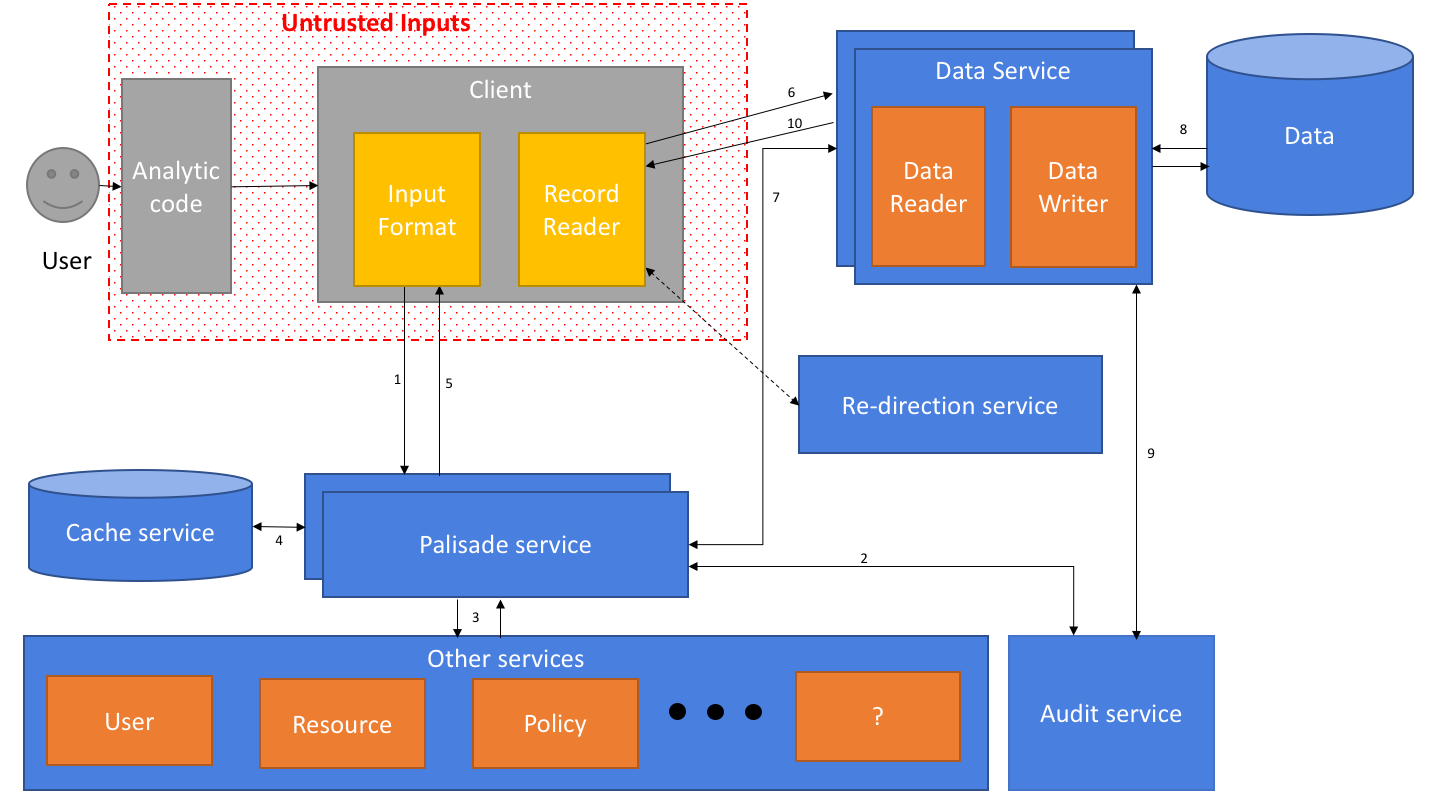 Untrusted Inputs
Client
Analytic
code
Input
Format
Record
Reader
User
6
10
7
Data Service
Data
Reader
Data
Writer
8
Data
1
5
Re-direction service
9
Cache service
4
Palisade service
2
3
Other services
User
Resource
Policy
?
Audit service